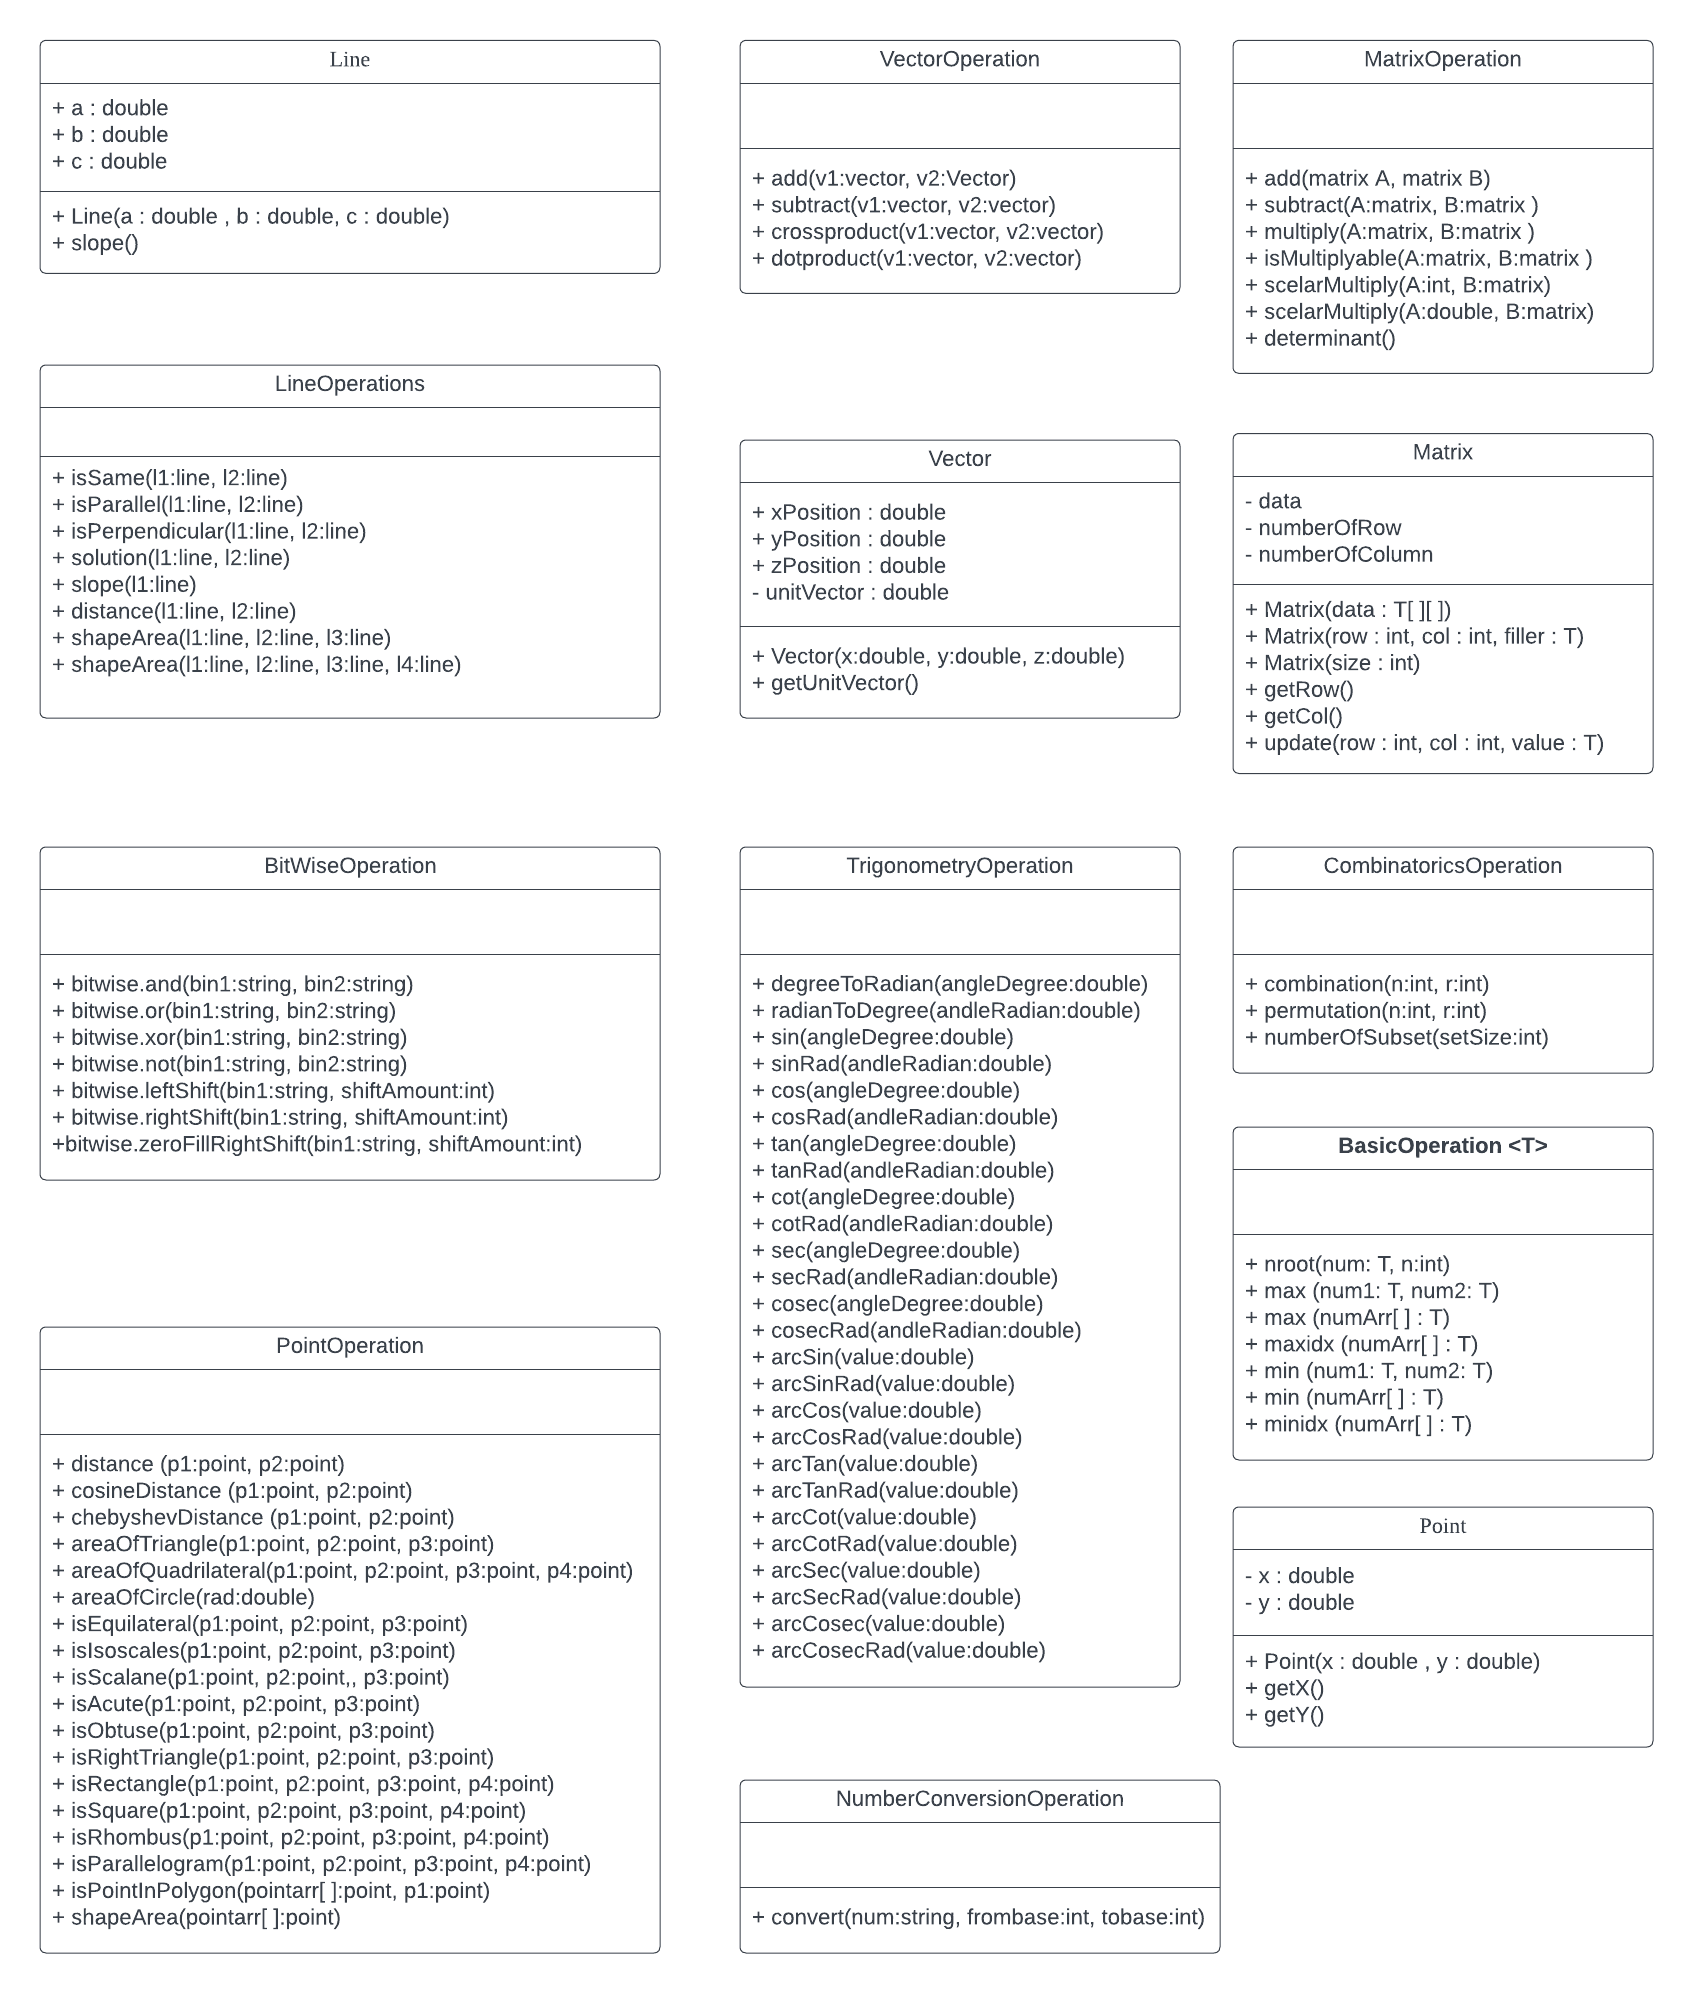 Line
+ a : double
+ b : double
+ c : double
+ Line(a : double , b : double, c : double)
+ slope()
LineOperations
+ isSame(l1:line, l2:line)
+ isParallel(l1:line, l2:line)
+ isPerpendicular(l1:line, l2:line)
+ solution(l1:line, l2:line)
+ slope(l1:line)
+ distance(l1:line, l2:line)
+ shapeArea(l1:line, l2:line, l3:line)
+ shapeArea(l1:line, l2:line, l3:line, l4:line)
BitWiseOperation
+ bitwise.and(bin1:string, bin2:string)
+ bitwise.or(bin1:string, bin2:string)
+ bitwise.xor(bin1:string, bin2:string)
+ bitwise.not(bin1:string, bin2:string)
+ bitwise.leftShift(bin1:string, shiftAmount:int)
+ bitwise.rightShift(bin1:string, shiftAmount:int)
+bitwise.zeroFillRightShift(bin1:string, shiftAmount:int)
PointOperation
+ distance (p1:point, p2:point)
+ cosineDistance (p1:point, p2:point)
+ chebyshevDistance (p1:point, p2:point)
+ areaOfTriangle(p1:point, p2:point, p3:point)
+ areaOfQuadrilateral(p1:point, p2:point, p3:point, p4:point)
+ areaOfCircle(rad:double)
+ isEquilateral(p1:point, p2:point, p3:point)
+ isIsoscales(p1:point, p2:point, p3:point)
+ isScalane(p1:point, p2:point,, p3:point)
+ isAcute(p1:point, p2:point, p3:point)
+ isObtuse(p1:point, p2:point, p3:point)
+ isRightTriangle(p1:point, p2:point, p3:point)
+ isRectangle(p1:point, p2:point, p3:point, p4:point)
+ isSquare(p1:point, p2:point, p3:point, p4:point)
+ isRhombus(p1:point, p2:point, p3:point, p4:point)
+ isParallelogram(p1:point, p2:point, p3:point, p4:point)
+ isPointInPolygon(pointarr[ ]:point, p1:point)
+ shapeArea(pointarr[ ]:point)
VectorOperation
+ add(v1:vector, v2:Vector)
+ subtract(v1:vector, v2:vector)
+ crossproduct(v1:vector, v2:vector)
+ dotproduct(v1:vector, v2:vector)
Vector
+ xPosition : double
+ yPosition : double
+ zPosition : double
- unitVector : double
+ Vector(x:double, y:double, z:double)
+ getUnitVector()
TrigonometryOperation
+ degreeToRadian(angleDegree:double)
+ radianToDegree(andleRadian:double)
+ sin(angleDegree:double)
+ sinRad(andleRadian:double)
+ cos(angleDegree:double)
+ cosRad(andleRadian:double)
+ tan(angleDegree:double)
+ tanRad(andleRadian:double)
+ cot(angleDegree:double)
+ cotRad(andleRadian:double)
+ sec(angleDegree:double)
+ secRad(andleRadian:double)
+ cosec(angleDegree:double)
+ cosecRad(andleRadian:double)
+ arcSin(value:double)
+ arcSinRad(value:double)
+ arcCos(value:double)
+ arcCosRad(value:double)
+ arcTan(value:double)
+ arcTanRad(value:double)
+ arcCot(value:double)
+ arcCotRad(value:double)
+ arcSec(value:double)
+ arcSecRad(value:double)
+ arcCosec(value:double)
+ arcCosecRad(value:double)
NumberConversionOperation
+ convert(num:string, frombase:int, tobase:int)
MatrixOperation
+ add(matrix A, matrix B)
+ subtract(A:matrix, B:matrix )
+ multiply(A:matrix, B:matrix )
+ isMultiplyable(A:matrix, B:matrix )
+ scelarMultiply(A:int, B:matrix)
+ scelarMultiply(A:double, B:matrix)
+ determinant()
Matrix
- data
- numberOfRow
- numberOfColumn
+ Matrix(data : T[ ][ ])
+ Matrix(row : int, col : int, filler : T)
+ Matrix(size : int)
+ getRow()
+ getCol()
+ update(row : int, col : int, value : T)
CombinatoricsOperation
+ combination(n:int, r:int)
+ permutation(n:int, r:int)
+ numberOfSubset(setSize:int)
BasicOperation <T>
+ nroot(num: T, n:int)
+ max (num1: T, num2: T)
+ max (numArr[ ] : T)
+ maxidx (numArr[ ] : T)
+ min (num1: T, num2: T)
+ min (numArr[ ] : T)
+ minidx (numArr[ ] : T)
Point
- x : double
- y : double
+ Point(x : double , y : double)
+ getX()
+ getY()